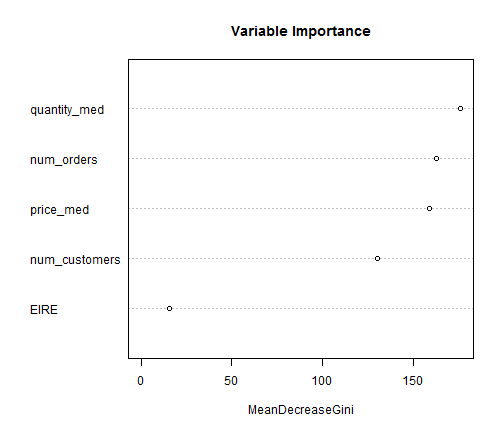 Variable Importance
quantity_med
num_orders
price_med
num_customers
EIRE
0 50 100 150
MeanDecreaseGini